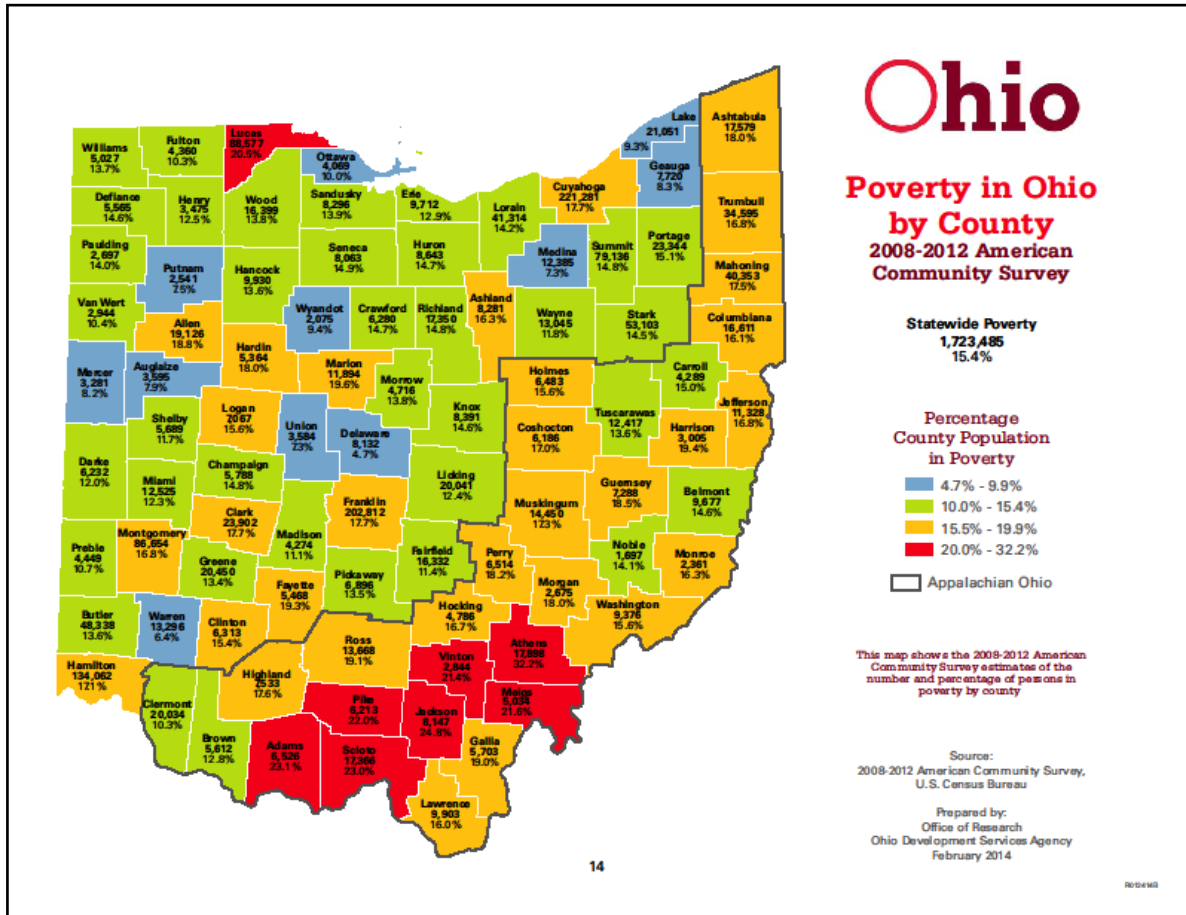 Ohio
Poverty in Ohio
by County
2008-2012 American
Community Survey
Statewide Poverty
1,723,485
15.4%
Percentage
County Population
in Poverty
4.7% - 9.9%
10.0% - 15.4%
15.5% - 19.9%
20.0% - 32.2%
Appalachian Ohio
This map shows the 2008-2012 American
Community Survey estimates of the
number and percentage of persons in
poverty by county
Source:
2008-2012 American Community Survey,
U.S. Census Bureau
Prepared by:
Office of Research
Ohio Development Services Agency
February 2014
Williams
5,027
13.7%
Fulton
4,360
10.3%
Lucas
88,577
20.5%
Ottawa
4,069
10.0%
Lake
21,051
9.3%
Geauga
7,720
8.3%
Ashtabula
17,579
18.0%
Defiance
5,565
14.6%
Henry
3,475
12.5%
Wood
16,399
13.8%
Sandusky
8,296
13.9%
Erie
9,712
12.9%
Lorain
41,314
14.2%
Cuyahoga
221,281
17.7%
Trumbull
34,595
16.8%
Paulding
2,697
14.0%
Putnam
2,541
7.5%
Hancock
9,930
13.6%
Seneca
8,063
14.9%
Huron
8,643
14.7%
Medina
12,385
7.3%
Summit
79,136
14.8%
Portage
23,344
15.1%
Mahoning
40,353
17.5%
Van Wert
2,944
10.4%
Allen
19,126
18.8%
Wyandot
2,075
9.4%
Crawford
6,280
14.7%
Richland
17,350
14.8%
Ashland
8,281
16.3%
Wayne
13,045
11.8%
Stark
53,103
14.5%
Columbiana
16,611
16.1%
Mercer
3,281
8.2%
Auglaize
3,595
7.9%
Hardin
5,364
18.0%
Marion
11,894
19.6%
Morrow
4,716
13.8%
Holmes
6,483
15.6%
Carroll
4,289
15.0%
Shelby
5,689
11.7%
Logan
7,067
15.6%
Union
3,584
7.3%
Delaware
8,132
4.7%
Knox
8,391
14.6%
Coshocton
6,186
17.0%
Tuscarawas
12,417
13.6%
Harrison
3,005
19.4%
Jefferson
11,328
16.8%
Darke
6,232
12.0%
Miami
12,525
12.3%
Champaign
5,788
14.8%
Licking
20,041
12.4%
Muskingum
14,450
17.3%
Guernsey
7,288
18.5%
Belmont
9,677
14.6%
Clark
23,902
17.7%
Franklin
202,812
17.7%
Madison
4,274
11.1%
Preble
4,449
10.7%
Montgomery
86,654
16.8%
Greene
20,450
13.4%
Fayette
5,468
19.3%
Pickaway
6,896
13.5%
Fairfield
16,332
11.4%
Perry
6,514
18.2%
Morgan
2,675
18.0%
Noble
1,697
14.1%
Monroe
2,361
16.3%
Butler
48,338
13.6%
Warren
13,296
6.4%
Clinton
6,313
15.4%
Ross
13,668
19.1%
Hocking
4,786
16.7%
Athens
17,898
32.2%
Washington
9,376
15.6%
Hamilton
134,062
17.1%
Clermont
20,034
10.3%
Highland
7,533
17.6%
Pike
6,213
22.0%
Vinton
2,844
21.4%
Jackson
8,147
24.8%
Meigs
5,034
21.6%
Brown
5,612
12.8%
Adams
6,526
23.1%
Scioto
17,366
23.0%
Gallia
5,703
19.0%
Lawrence
9,903
16.0%
14